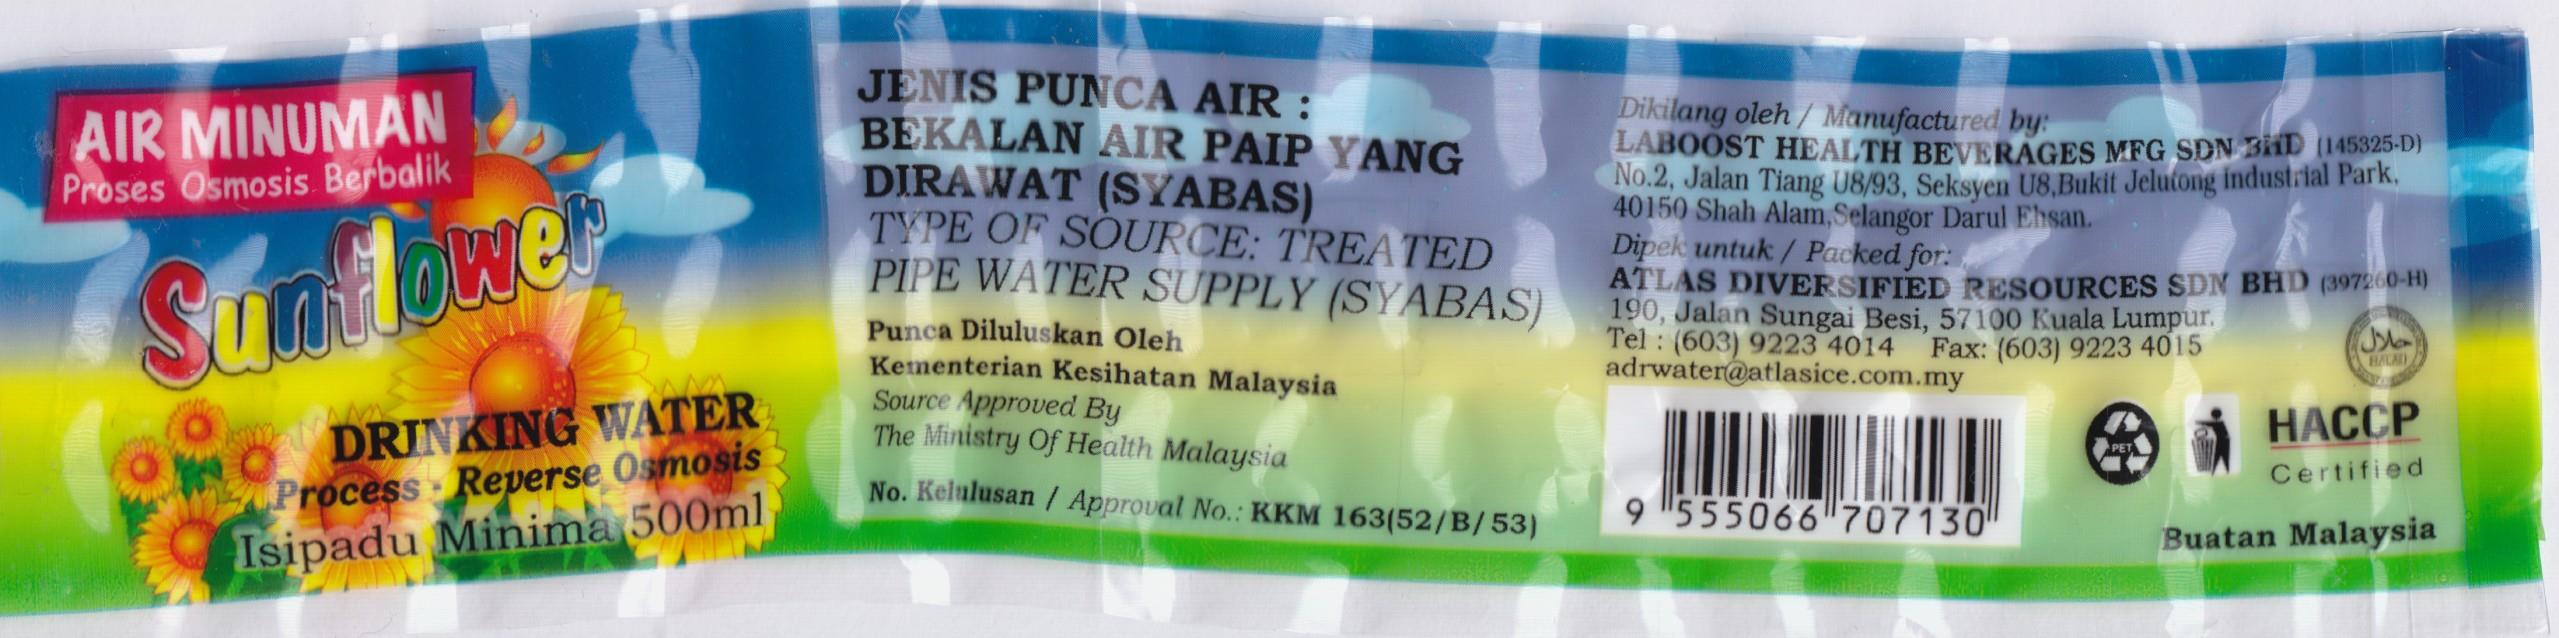 AIR MINUMAN
Proses Osmosis Berbalik
Sunflower
DRINKING WATER
Process - Reverse Osmosis
Isipadu Minima 500ml
JENIS PUNCA AIR :
BEKALAN AIR PAIP YANG
DIRAWAT (SYABAS)
TYPE OF SOURCE: TREATED
PIPE WATER SUPPLY (SYABAS)
Punca Diluluskan Oleh
Kementerian Kesihatan Malaysia
Source Approved By
The Ministry Of Health Malaysia
No. Kelulusan / Approval No.: KKM 163(52/B/53)
Dikilang oleh / Manufactured by:
LABOOST HEALTH BEVERAGES MFG SDN BHD (145325-D)
No.2, Jalan Tiang U8/93, Seksyen U8,Bukit Jelutong Industrial Park,
40150 Shah Alam,Selangor Darul Ehsan.
Dipek untuk / Packed for:
ATLAS DIVERSIFIED RESOURCES SDN BHD (397260-H)
190, Jalan Sungai Besi, 57100 Kuala Lumpur.
Tel : (603) 9223 4014 Fax: (603) 9223 4015
adrwater@atlasice.com.my
حلال
HALAL
9 555066 707130
PET
HACCP
Certified
Buatan Malaysia